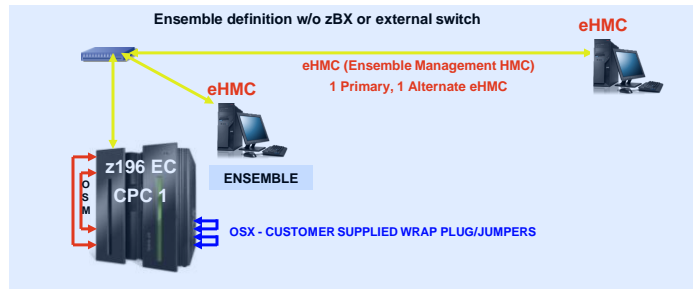 Ensemble definition w/o zBX or external switch
eHMC
eHMC (Ensemble Management HMC)
1 Primary, 1 Alternate eHMC
eHMC
z196 EC
CPC 1
O
S
M
ENSEMBLE
OSX - CUSTOMER SUPPLIED WRAP PLUG/JUMPERS